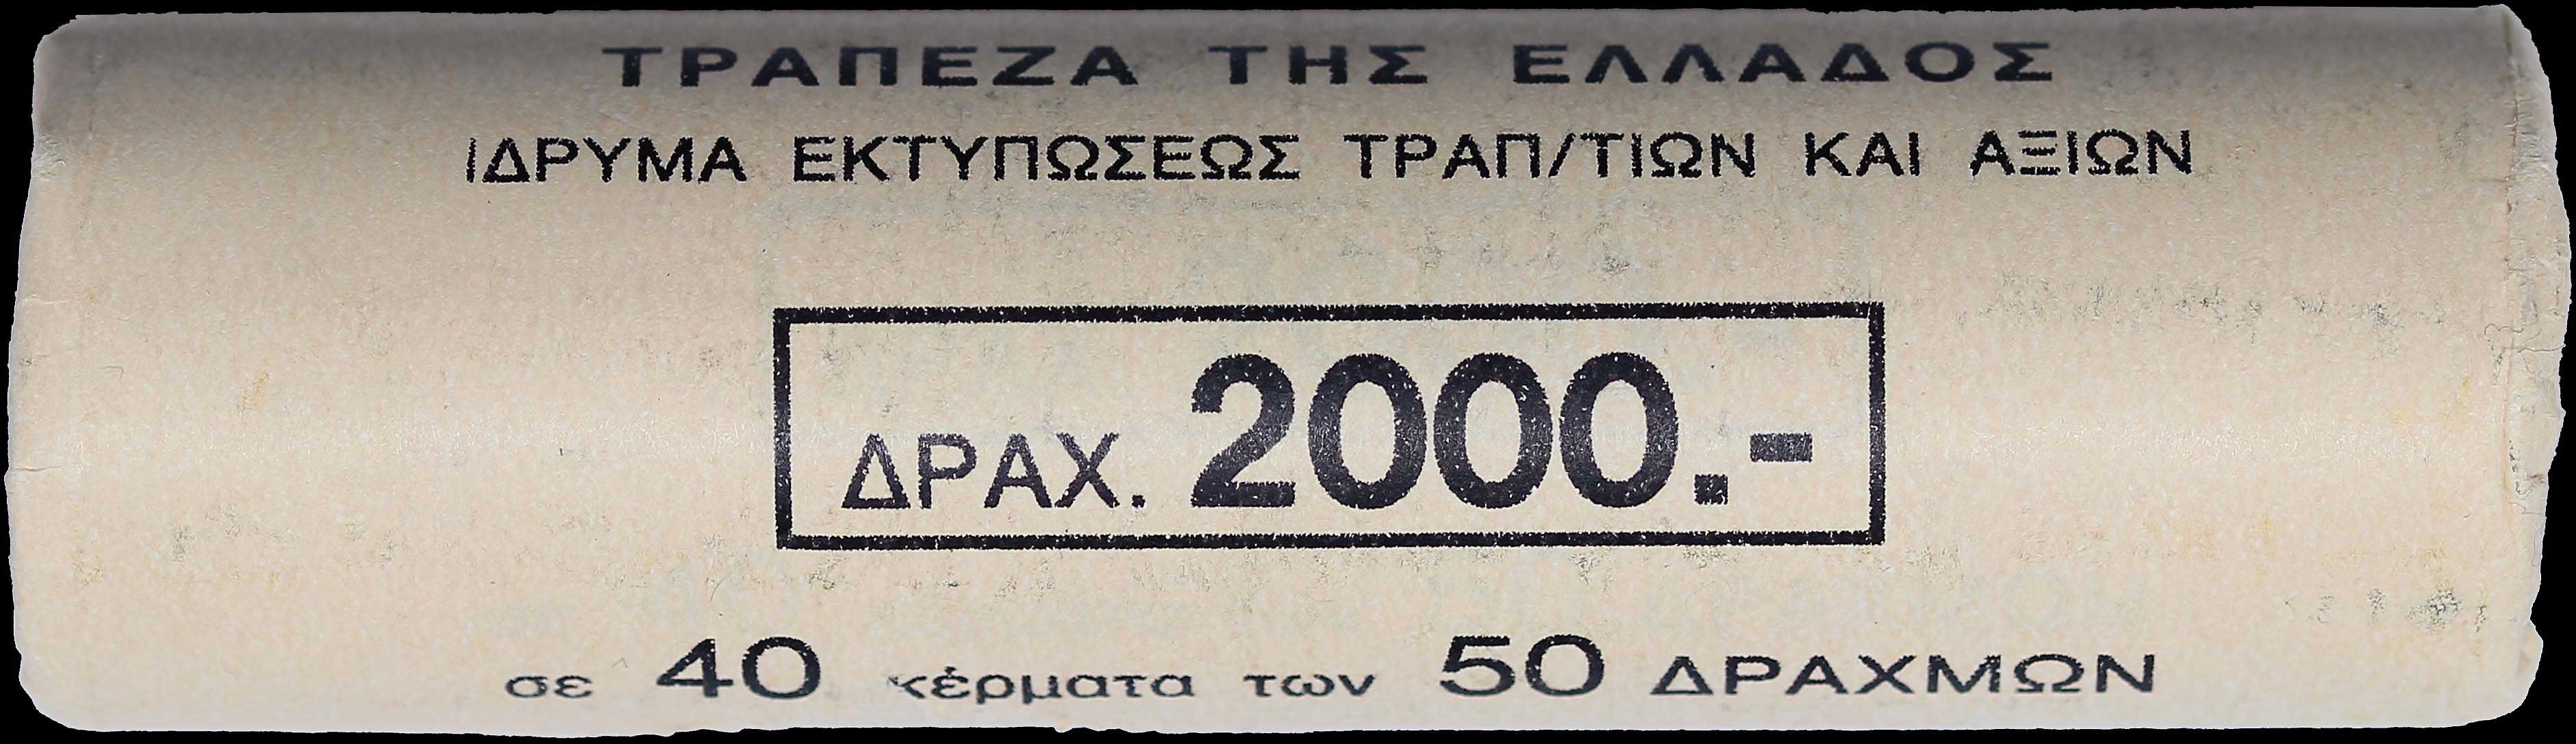 ΤΡΑΠΕΖΑ ΤΗΣ ΕΛΛΑΔΟΣ
ΙΔΡΥΜΑ ΕΚΤΥΠΩΣΕΩΣ ΤΡΑΠ/ΤΙΩΝ ΚΑΙ ΑΞΙΩΝ
ΔΡΑΧ. 2000.-
σε 40 κέρματα των 50 ΔΡΑΧΜΩΝ